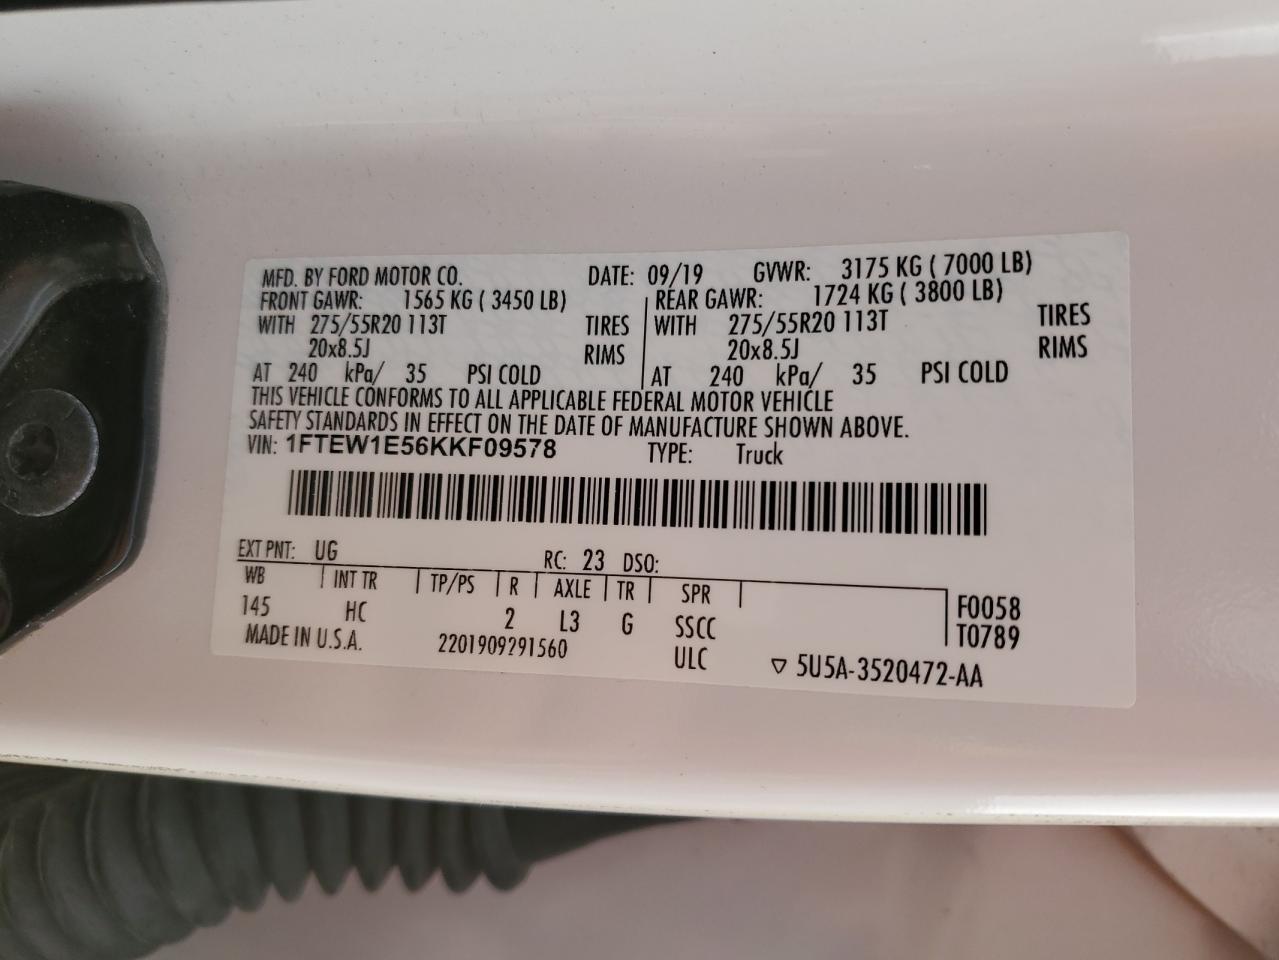 MFD. BY FORD MOTOR CO. DATE: 09/19 GVWR: 3175 KG ( 7000 LB)
FRONT GAWR: 1565 KG ( 3450 LB) REAR GAWR: 1724 KG ( 3800 LB)
WITH 275/55R20 113T TIRES WITH 275/55R20 113T TIRES
20x8.5J RIMS 20x8.5J RIMS
AT 240 kPa/ 35 PSI COLD AT 240 kPa/ 35 PSI COLD
THIS VEHICLE CONFORMS TO ALL APPLICABLE FEDERAL MOTOR VEHICLE
SAFETY STANDARDS IN EFFECT ON THE DATE OF MANUFACTURE SHOWN ABOVE.
VIN: 1FTEW1E56KKF09578 TYPE: Truck
EXT PNT: UG RC: 23 DSO:
WB INT TR TP/PS R AXLE TR SPR
145 HC 2 L3 G SSCC F0058
ULC T0789
MADE IN U.S.A. 2201909291560 ▽ 5U5A-3520472-AA